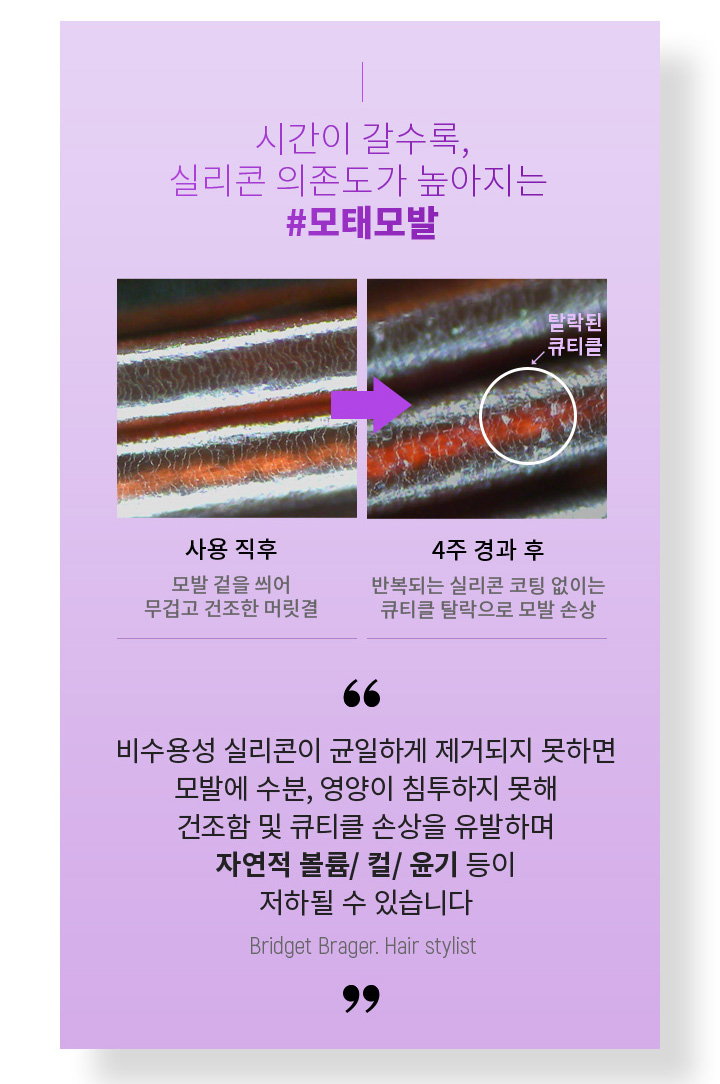 시간이 갈수록,
실리콘 의존도가 높아지는
#모태모발
탈락된
큐티클
사용 직후
모발 겉을 씌어
무겁고 건조한 머릿결
4주 경과 후
반복되는 실리콘 코팅 없이는
큐티클 탈락으로 모발 손상
“
비수용성 실리콘이 균일하게 제거되지 못하면
모발에 수분, 영양이 침투하지 못해
건조함 및 큐티클 손상을 유발하며
자연적 볼륨/ 컬/ 윤기 등이
저하될 수 있습니다
Bridget Brager. Hair stylist
”